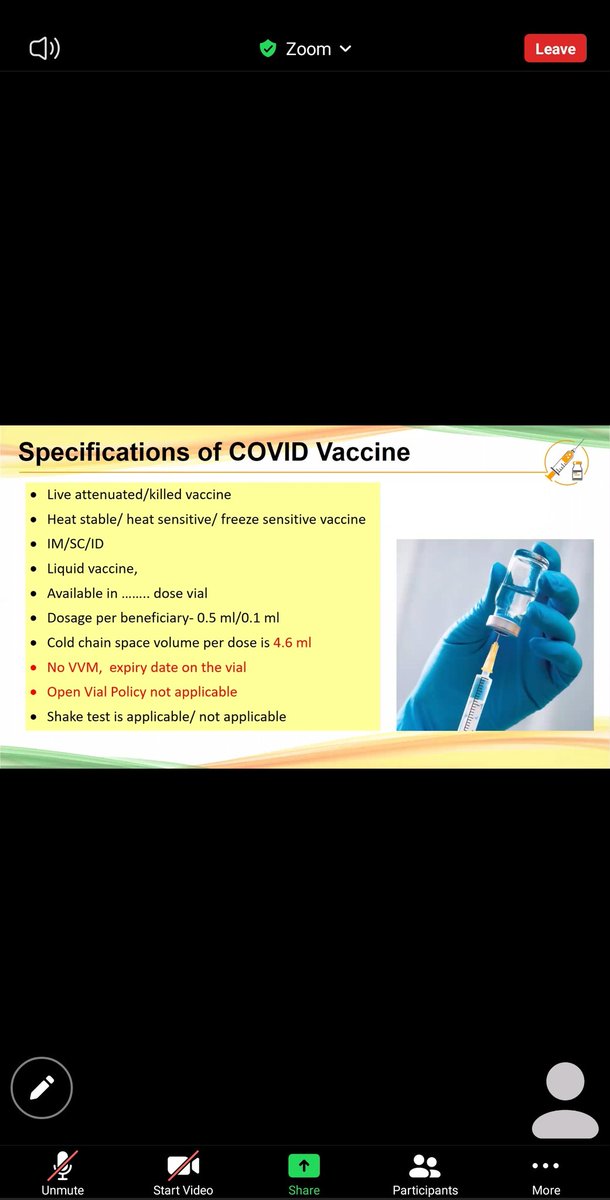 Zoom
Leave
Specifications of COVID Vaccine
• Live attenuated/killed vaccine
• Heat stable/ heat sensitive/ freeze sensitive vaccine
• IM/SC/ID
• Liquid vaccine,
• Available in …….. dose vial
• Dosage per beneficiary- 0.5 ml/0.1 ml
• Cold chain space volume per dose is 4.6 ml
• No VVM,  expiry date on the vial
• Open Vial Policy not applicable
• Shake test is applicable/ not applicable
Unmute
Start Video
Share
Participants
More